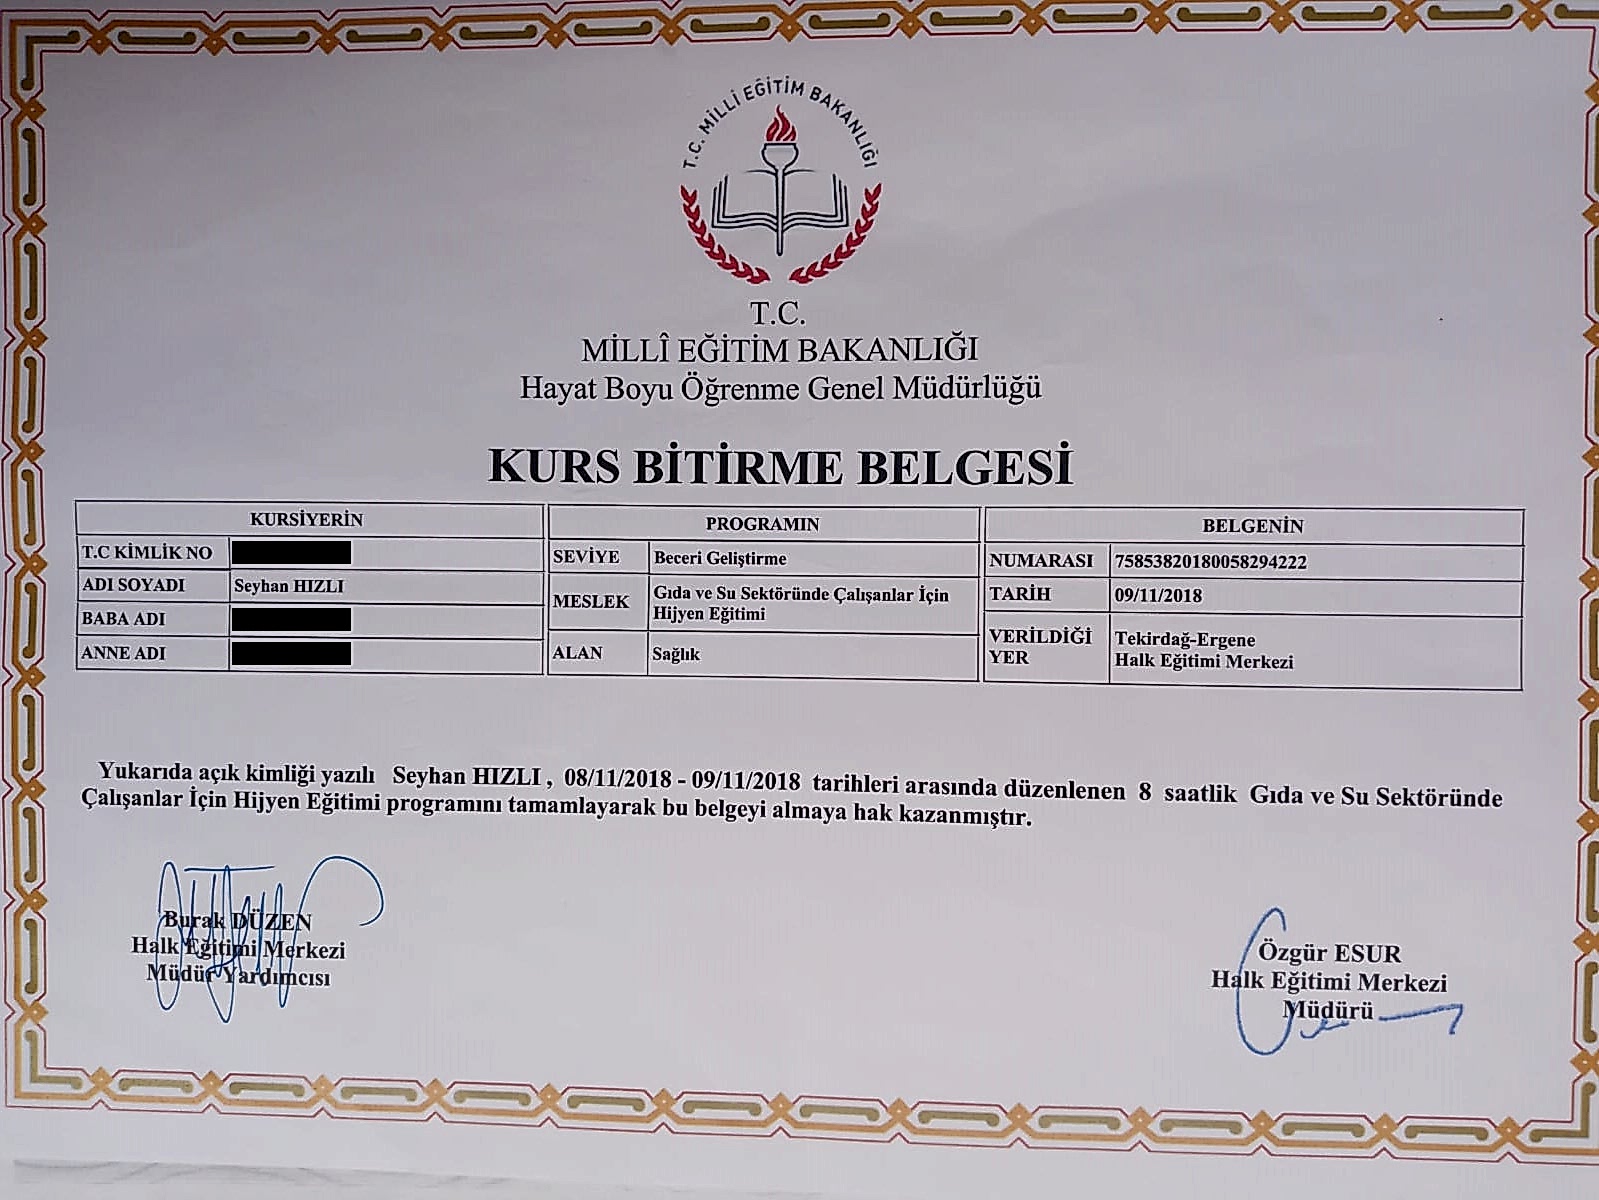 T.C. MİLLİ EĞİTİM BAKANLIĞI
T.C.
MİLLÎ EĞİTİM BAKANLIĞI
Hayat Boyu Öğrenme Genel Müdürlüğü
KURS BİTİRME BELGESİ
KURSİYERİN
T.C KİMLİK NO
ADI SOYADI Seyhan HIZLI
BABA ADI
ANNE ADI
PROGRAMIN
SEVİYE Beceri Geliştirme
MESLEK Gıda ve Su Sektöründe Çalışanlar İçin
Hijyen Eğitimi
ALAN Sağlık
BELGENİN
NUMARASI 75853820180058294222
TARİH 09/11/2018
VERİLDİĞİ YER Tekirdağ-Ergene
Halk Eğitimi Merkezi
Yukarıda açık kimliği yazılı Seyhan HIZLI , 08/11/2018 - 09/11/2018 tarihleri arasında düzenlenen 8 saatlik Gıda ve Su Sektöründe
Çalışanlar İçin Hijyen Eğitimi programını tamamlayarak bu belgeyi almaya hak kazanmıştır.
Burak DÜZEN
Halk Eğitimi Merkezi
Müdür Yardımcısı
Özgür ESUR
Halk Eğitimi Merkezi
Müdürü